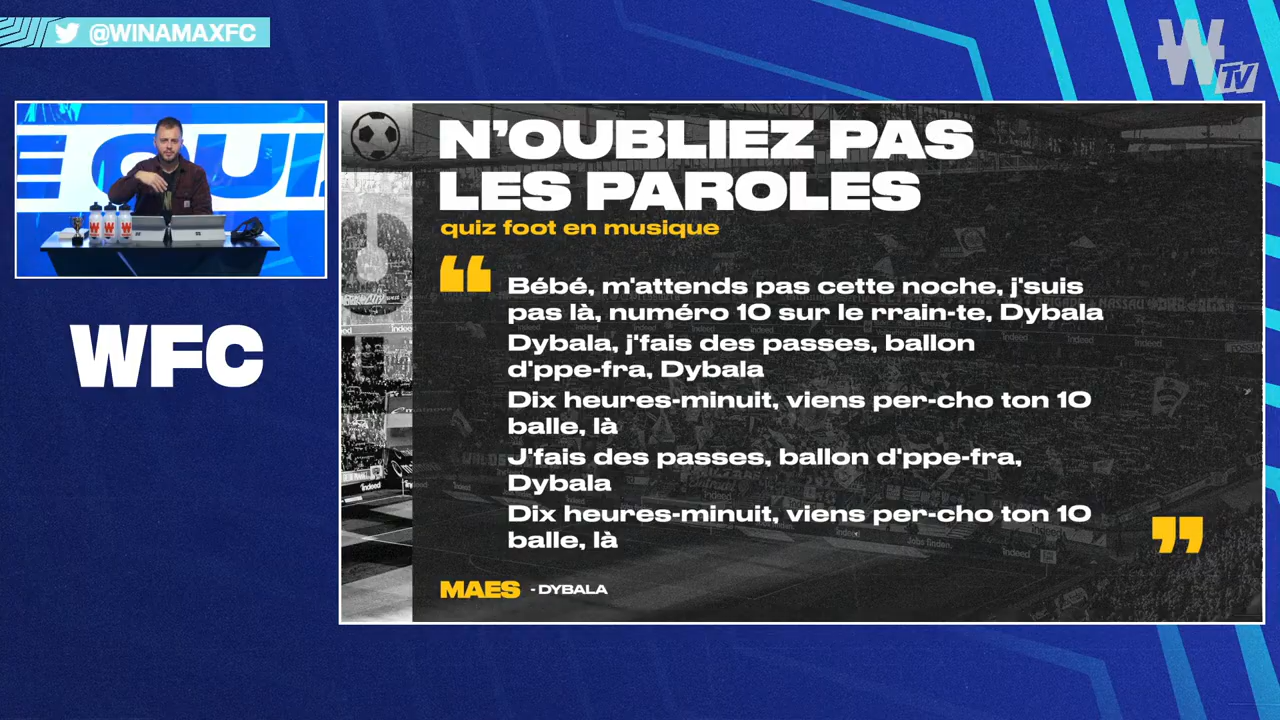 @WINAMAXFC
W TV
E QUI
W W W
WFC
N'OUBLIEZ PAS
LES PAROLES
quiz foot en musique
“
Bébé, m'attends pas cette noche, j'suis
pas là, numéro 10 sur le rrain-te, Dybala
Dybala, j'fais des passes, ballon
d'ppe-fra, Dybala
Dix heures-minuit, viens per-cho ton 10
balle, là
J'fais des passes, ballon d'ppe-fra,
Dybala
Dix heures-minuit, viens per-cho ton 10
balle, là
”
MAES - DYBALA